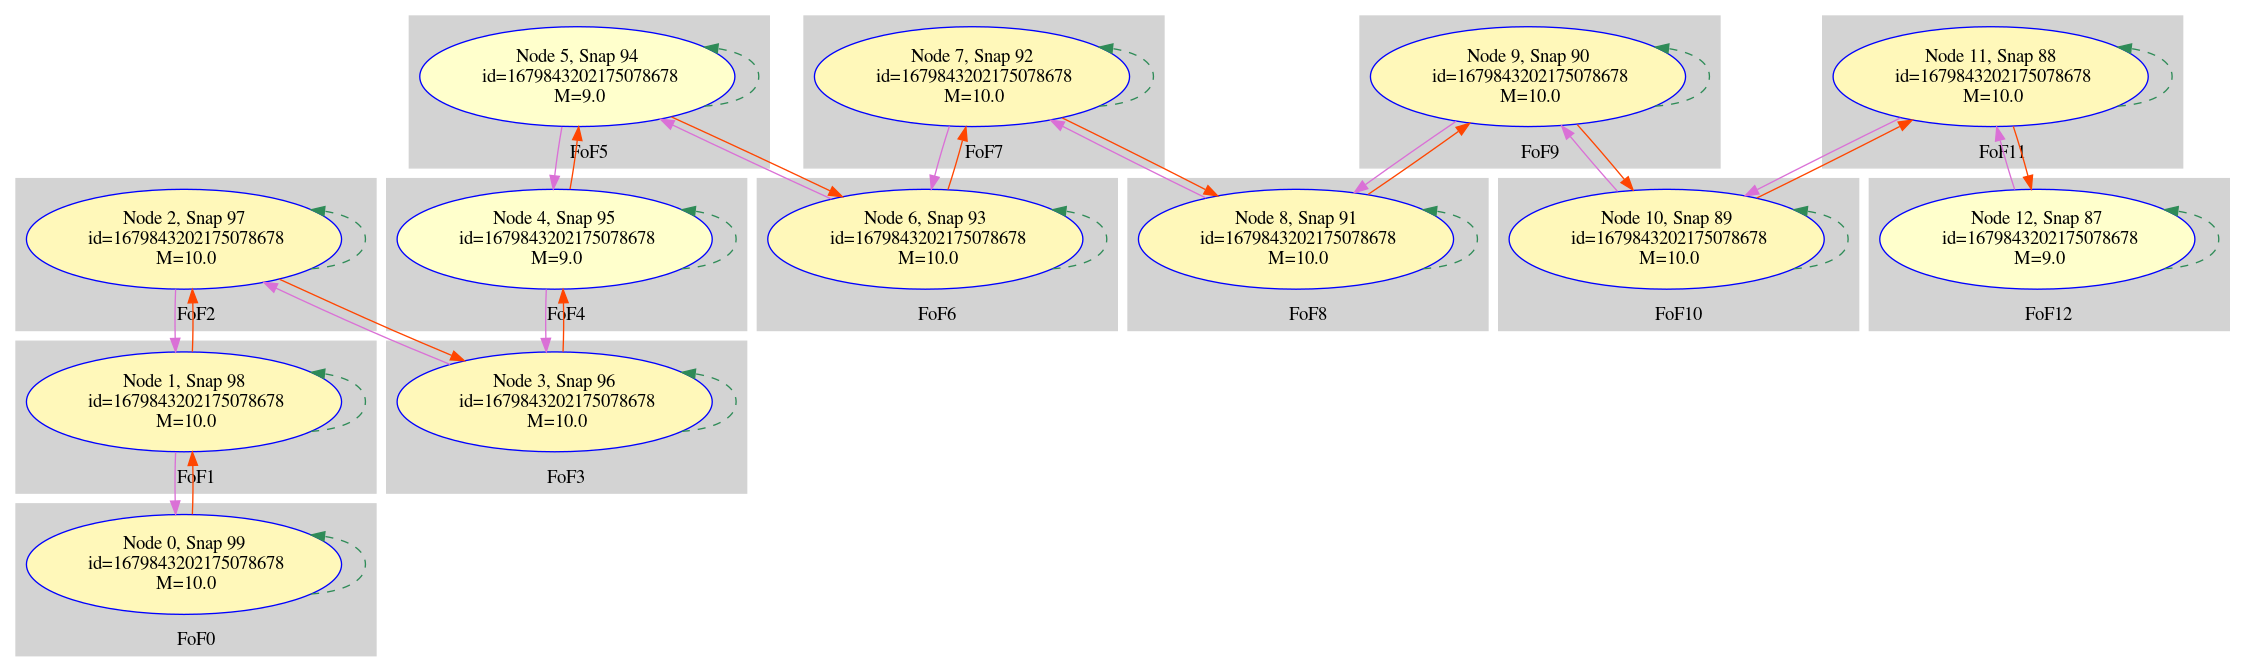 Node 5, Snap 94
id=1679843202175078678
M=9.0
FoF5
Node 7, Snap 92
id=1679843202175078678
M=10.0
FoF7
Node 9, Snap 90
id=1679843202175078678
M=10.0
FoF9
Node 11, Snap 88
id=1679843202175078678
M=10.0
FoF11
Node 2, Snap 97
id=1679843202175078678
M=10.0
FoF2
Node 4, Snap 95
id=1679843202175078678
M=9.0
FoF4
Node 6, Snap 93
id=1679843202175078678
M=10.0
FoF6
Node 8, Snap 91
id=1679843202175078678
M=10.0
FoF8
Node 10, Snap 89
id=1679843202175078678
M=10.0
FoF10
Node 12, Snap 87
id=1679843202175078678
M=9.0
FoF12
Node 1, Snap 98
id=1679843202175078678
M=10.0
FoF1
Node 3, Snap 96
id=1679843202175078678
M=10.0
FoF3
Node 0, Snap 99
id=1679843202175078678
M=10.0
FoF0